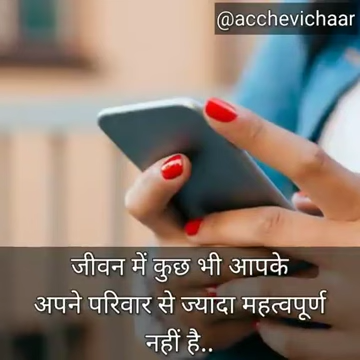 @acchevichaar
जीवन में कुछ भी आपके
अपने परिवार से ज्यादा महत्वपूर्ण
नहीं है..